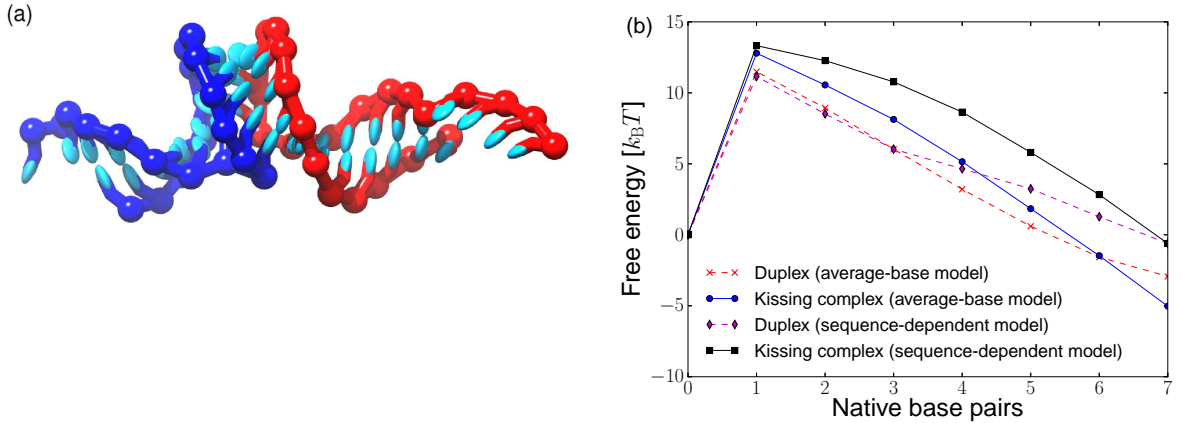 (a)
(b)
Free energy [k_BT]
15
10
5
0
−5
−10
Duplex (average-base model)
Kissing complex (average-base model)
Duplex (sequence-dependent model)
Kissing complex (sequence-dependent model)
0 1 2 3 4 5 6 7
Native base pairs